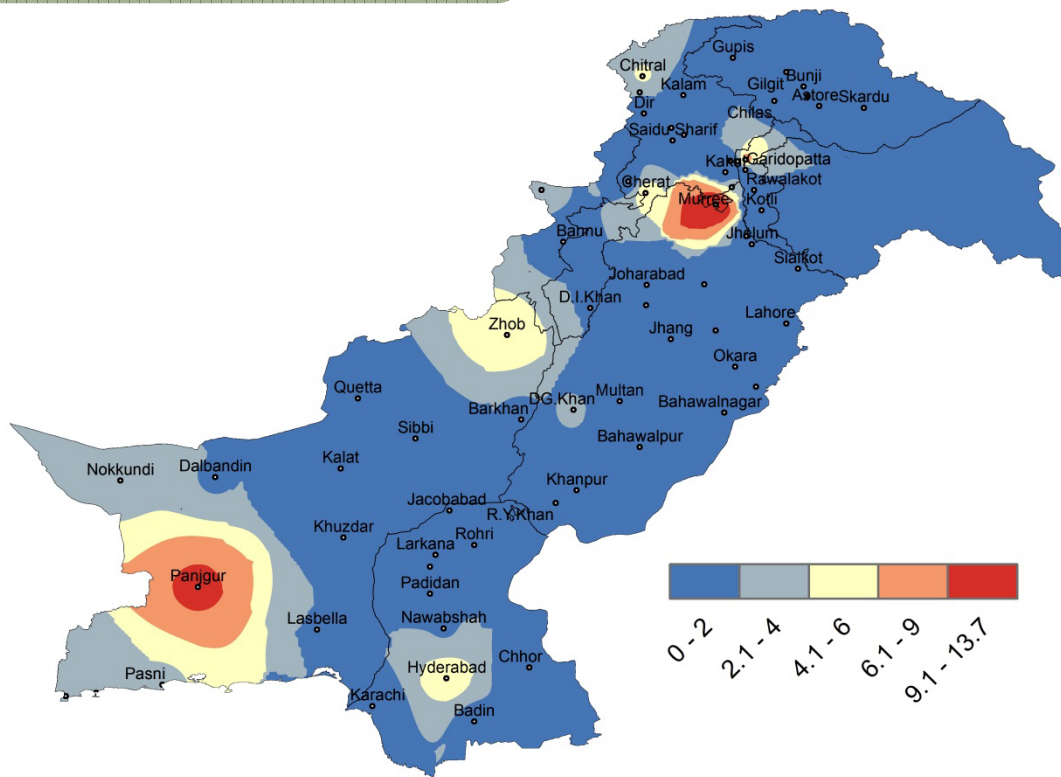 Gupis
Chitral
Bunji
Kalam
Gilgit
Astore
Skardu
Dir
Chilas
Saidu Sharif
Garidopatta
Cherat
Rawalakot
Murree
Kotli
Bannu
Jhelum
Sialkot
Joharabad
D.I.Khan
Lahore
Zhob
Jhang
Okara
Quetta
Multan
DG.Khan
Barkhan
Bahawalnagar
Sibbi
Bahawalpur
Nokkundi
Dalbandin
Kalat
Khanpur
Jacobabad
R.Y.Khan
Khuzdar
Rohri
Larkana
Panjgur
Padidan
Lasbella
Nawabshah
Pasni
Hyderabad
Chhor
Karachi
Badin
0 - 2
2.1 - 4
4.1 - 6
6.1 - 9
9.1 - 13.7